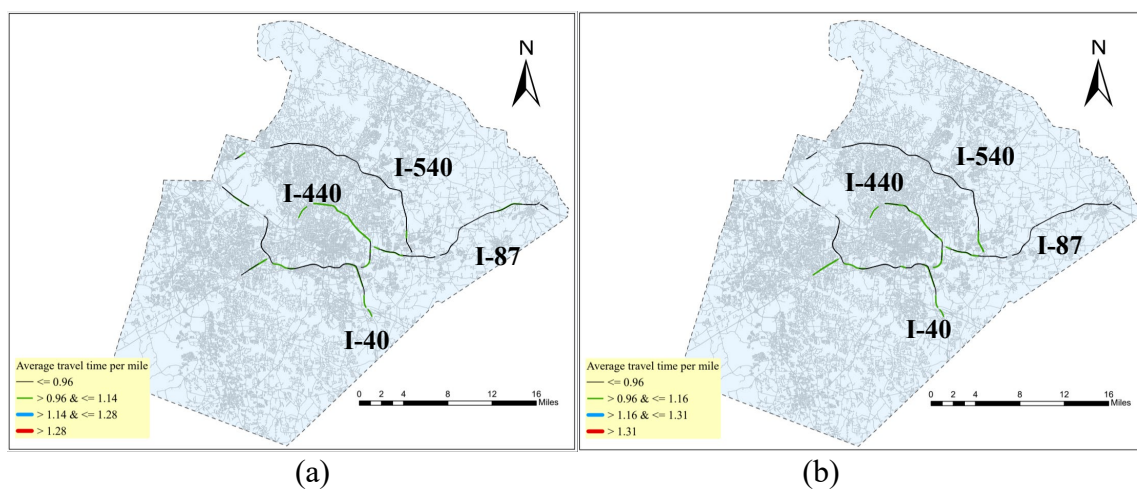 N
I-540
I-440
I-87
I-40
Average travel time per mile
<= 0.96
> 0.96 & <= 1.14
> 1.14 & <= 1.28
> 1.28
0 2 4 8 12 16
Miles
(a)
N
I-540
I-440
I-87
I-40
Average travel time per mile
<= 0.96
> 0.96 & <= 1.16
> 1.16 & <= 1.31
> 1.31
0 2 4 8 12 16
Miles
(b)